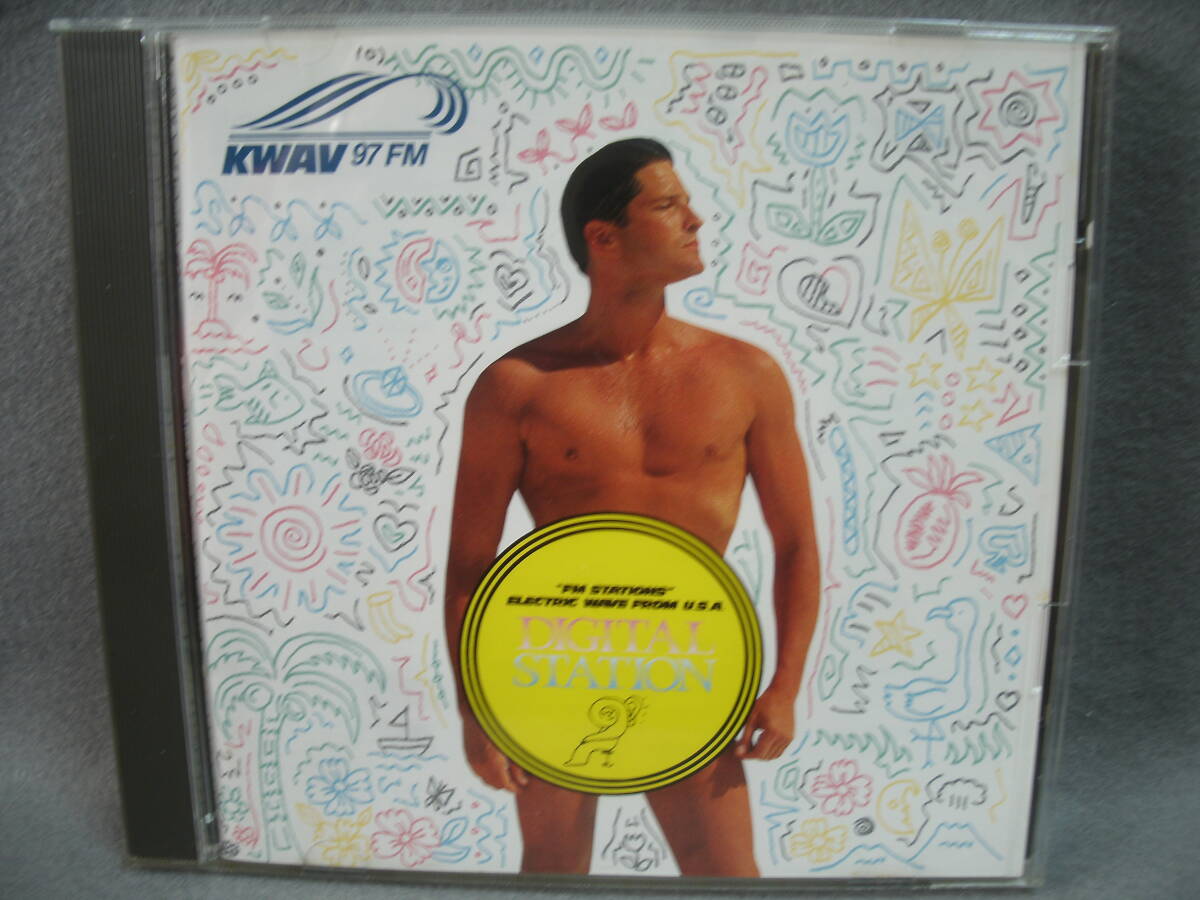 KWAV 97 FM
"FM STATIONS"
ELECTRIC WAVE FROM U.S.A.
DIGITAL
STATION